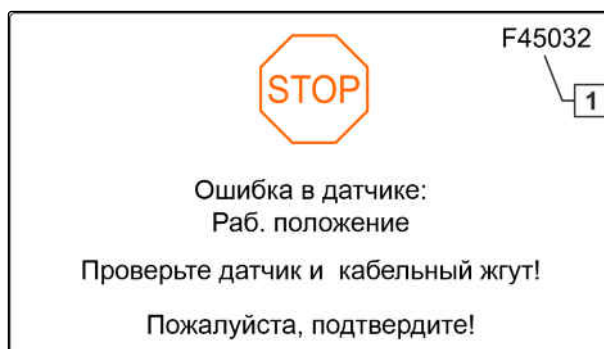 F45032
STOP
1
Ошибка в датчике:
Раб. положение
Проверьте датчик и кабельный жгут!
Пожалуйста, подтвердите!